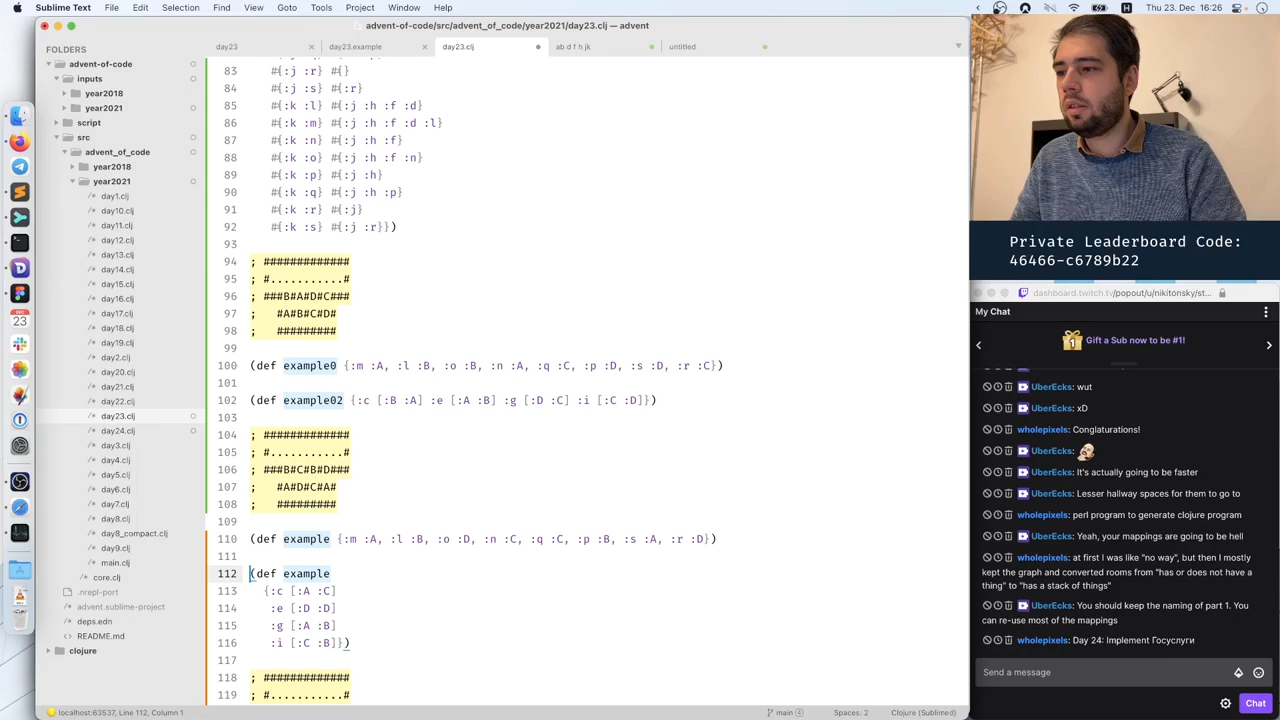 Sublime Text File Edit Selection Find View Goto Tools Project Window Help
Thu 23. Dec 16:26
advent-of-code/src/advent_of_code/year2021/day23.clj — advent
FOLDERS
day23
day23.example
day23.clj
ab d f h jk
untitled
advent-of-code
inputs
year2018
year2021
script
src
advent_of_code
year2018
year2021
day1.clj
day10.clj
day11.clj
day12.clj
day13.clj
day14.clj
day15.clj
day16.clj
day17.clj
day18.clj
day19.clj
day2.clj
day20.clj
day21.clj
day22.clj
day23.clj
day24.clj
day3.clj
day4.clj
day5.clj
day6.clj
day7.clj
day8.clj
day8_compact.clj
day9.clj
main.clj
core.clj
.nrepl-port
advent.sublime-project
deps.edn
README.md
clojure
83 #{:j :r} #{}
84 #{:j :s} #{:r}
85 #{:k :l} #{:j :h :f :d}
86 #{:k :m} #{:j :h :f :d :l}
87 #{:k :n} #{:j :h :f}
88 #{:k :o} #{:j :h :f :n}
89 #{:k :p} #{:j :h}
90 #{:k :q} #{:j :h :p}
91 #{:k :r} #{:j}
92 #{:k :s} #{:j :r}})
93
94 ; #############
95 ; #...........#
96 ; ###B#A#D#C###
97 ;   #A#B#C#D#
98 ;   #########
99
100 (def example0 {:m :A, :l :B, :o :B, :n :A, :q :C, :p :D, :s :D, :r :C})
101
102 (def example02 {:c [:B :A] :e [:A :B] :g [:D :C] :i [:C :D]})
103
104 ; #############
105 ; #...........#
106 ; ###B#C#B#D###
107 ;   #A#D#C#A#
108 ;   #########
109
110 (def example {:m :A, :l :B, :o :D, :n :C, :q :C, :p :B, :s :A, :r :D})
111
112 (def example
113 {:c [:A :C]
114 :e [:D :D]
115 :g [:A :B]
116 :i [:C :B]})
117
118 ; #############
119 ; #...........#
localhost:63537, Line 112, Column 1
main 4
Spaces: 2
Clojure (Sublimed)
DEC
23
Private Leaderboard Code:
46466-c6789b22
dashboard.twitch.tv/popout/u/nikitonsky/st...
My Chat
1
Gift a Sub now to be #1!
UberEcks: wut
UberEcks: xD
wholepixels: Conglaturations!
UberEcks:
UberEcks: It's actually going to be faster
UberEcks: Lesser hallway spaces for them to go to
wholepixels: perl program to generate clojure program
UberEcks: Yeah, your mappings are going to be hell
wholepixels: at first I was like "no way", but then I mostly
kept the graph and converted rooms from "has or does not have a
thing" to "has a stack of things"
UberEcks: You should keep the naming of part 1. You
can re-use most of the mappings
wholepixels: Day 24: Implement Госуслуги
Send a message
Chat